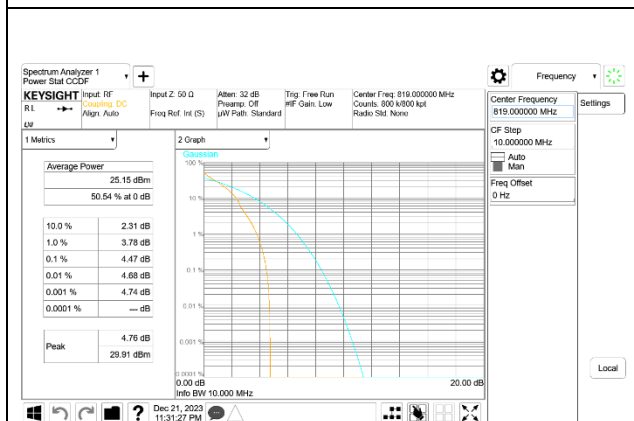 Spectrum Analyzer 1
Power Stat CCDF
Frequency
KEYSIGHT
Input: RF
Coupling: DC
Align: Auto
Input Z: 50 Ω
Freq Ref: Int (S)
Atten: 32 dB
Preamp: Off
µW Path: Standard
Trig: Free Run
#IF Gain: Low
Center Freq: 819.000000 MHz
Counts: 800 k/800 kpt
Radio Std: None
Center Frequency
819.000000 MHz
Settings
CF Step
10.000000 MHz
Auto
Man
Freq Offset
0 Hz
1 Metrics
2 Graph
Average Power
25.15 dBm
50.54 % at 0 dB
10.0 % 2.31 dB
1.0 % 3.78 dB
0.1 % 4.47 dB
0.01 % 4.68 dB
0.001 % 4.74 dB
0.0001 % --- dB
Peak
4.76 dB
29.91 dBm
Gaussian
100 %
10 %
1 %
0.1 %
0.01 %
0.001 %
0.0001 %
0.00 dB 20.00 dB
Info BW 10.000 MHz
Local
?
Dec 21, 2023
11:31:27 PM